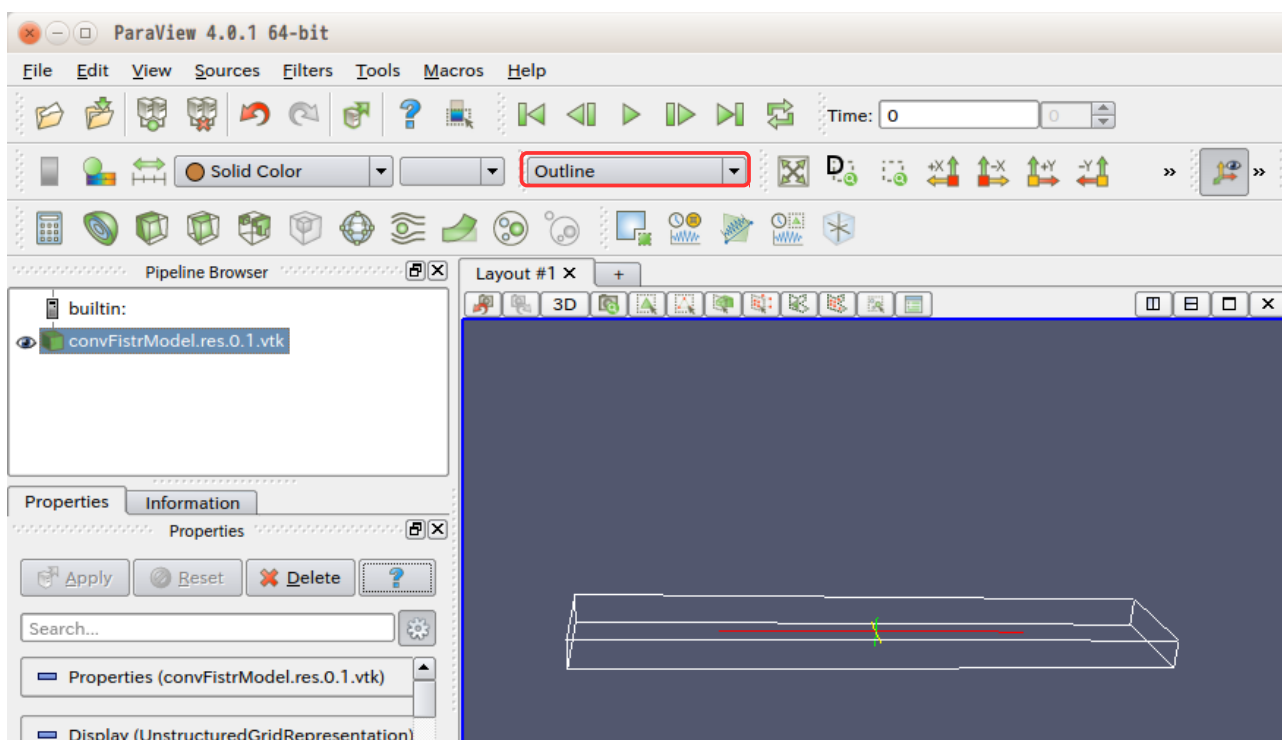 ParaView 4.0.1 64-bit
File Edit View Sources Filters Tools Macros Help
Time: 0 0
Solid Color Outline D +X -X +Y -Y »  »
Pipeline Browser Layout #1 +
3D
builtin:
convFistrModel.res.0.1.vtk
Properties Information
Properties
Apply Reset Delete ?
Search...
Properties (convFistrModel.res.0.1.vtk)
Display (UnstructuredGridRepresentation)